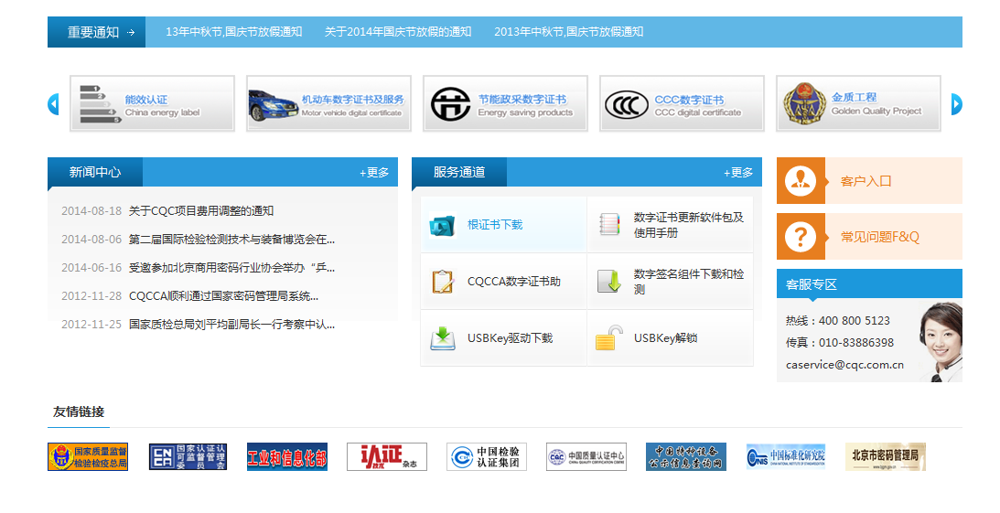 重要通知
13年中秋节,国庆节放假通知 关于2014年国庆节放假的通知 2013年中秋节,国庆节放假通知
能效认证
China energy label
机动车数字证书及服务
Motor vehicle digital certificate
节能政采数字证书
Energy saving products
CCC数字证书
CCC digital certificate
金质工程
Golden Quality Project
新闻中心 +更多
2014-08-18 关于CQC项目费用调整的通知
2014-08-06 第二届国际检验检测技术与装备博览会在...
2014-06-16 受邀参加北京商用密码行业协会举办“乒...
2012-11-28 CQCCA顺利通过国家密码管理局系统...
2012-11-25 国家质检总局刘平均副局长一行考察中认...
服务通道 +更多
根证书下载
数字证书更新软件包及
使用手册
CQCCA数字证书助
数字签名组件下载和检
测
USBKey驱动下载
USBKey解锁
客户入口
常见问题F&Q
客服专区
热线：400 800 5123
传真：010-83886398
caservice@cqc.com.cn
友情链接
国家质量监督
检验检疫总局
国家认证认
可监督管理
委员会
工业和信息化部
认证
技术
杂志
中国检验
认证集团
CQC
中国质量认证中心
CHINA QUALITY CERTIFICATION CENTRE
中国特种设备
公示信息查询网
CNIS
中国标准化研究院
CHINA NATIONAL INSTITUTE OF STANDARDIZATION
北京市密码管理局